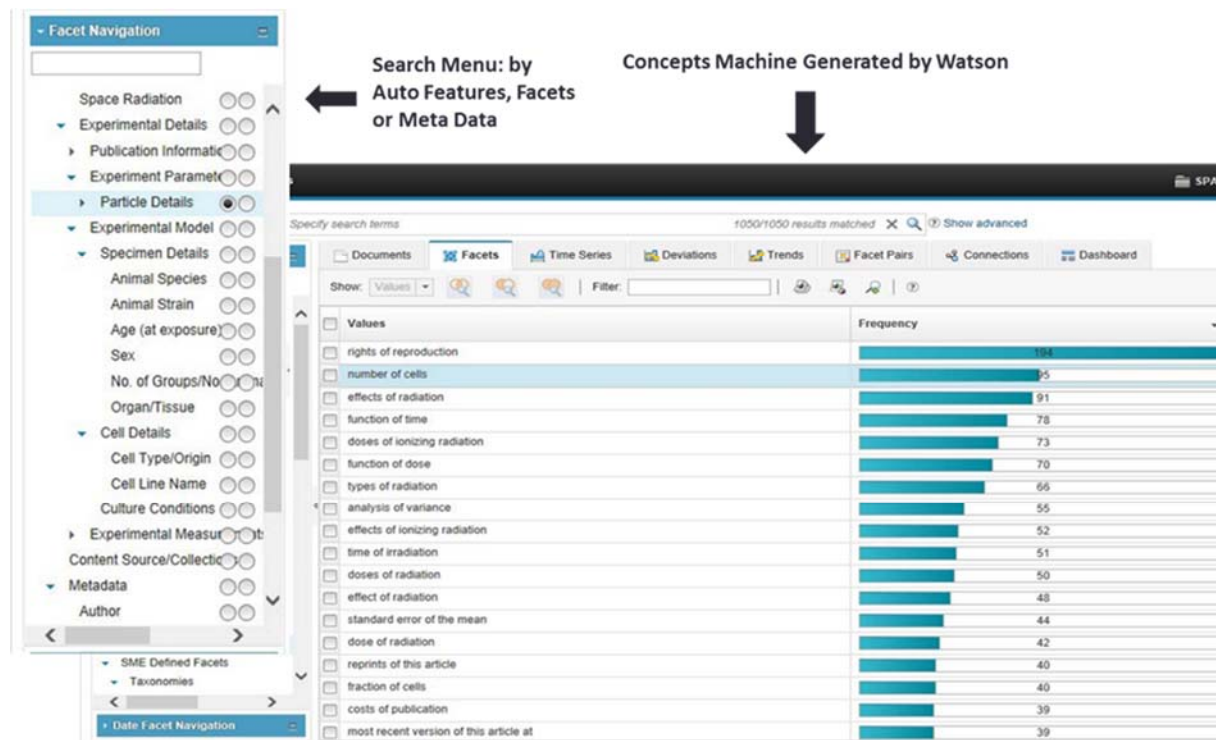 Facet Navigation
Space Radiation
Experimental Details
Publication Informatic
Experiment Paramete
Particle Details
Experimental Model
Specimen Details
Animal Species
Animal Strain
Age (at exposure)
Sex
No. of Groups/No
Organ/Tissue
Cell Details
Cell Type/Origin
Cell Line Name
Culture Conditions
Experimental Measur
Content Source/Collectio
Metadata
Author
SME Defined Facets
Taxonomies
Date Facet Navigation
Search Menu: by
Auto Features, Facets
or Meta Data
Concepts Machine Generated by Watson
SPA
Specify search terms 1050/1050 results matched Show advanced
Documents Facets Time Series Deviations Trends Facet Pairs Connections Dashboard
Show: Values Filter:
Values Frequency
rights of reproduction 194
number of cells 95
effects of radiation 91
function of time 78
doses of ionizing radiation 73
function of dose 70
types of radiation 66
analysis of variance 55
effects of ionizing radiation 52
time of irradiation 51
doses of radiation 50
effect of radiation 48
standard error of the mean 44
dose of radiation 42
reprints of this article 40
fraction of cells 40
costs of publication 39
most recent version of this article at 39